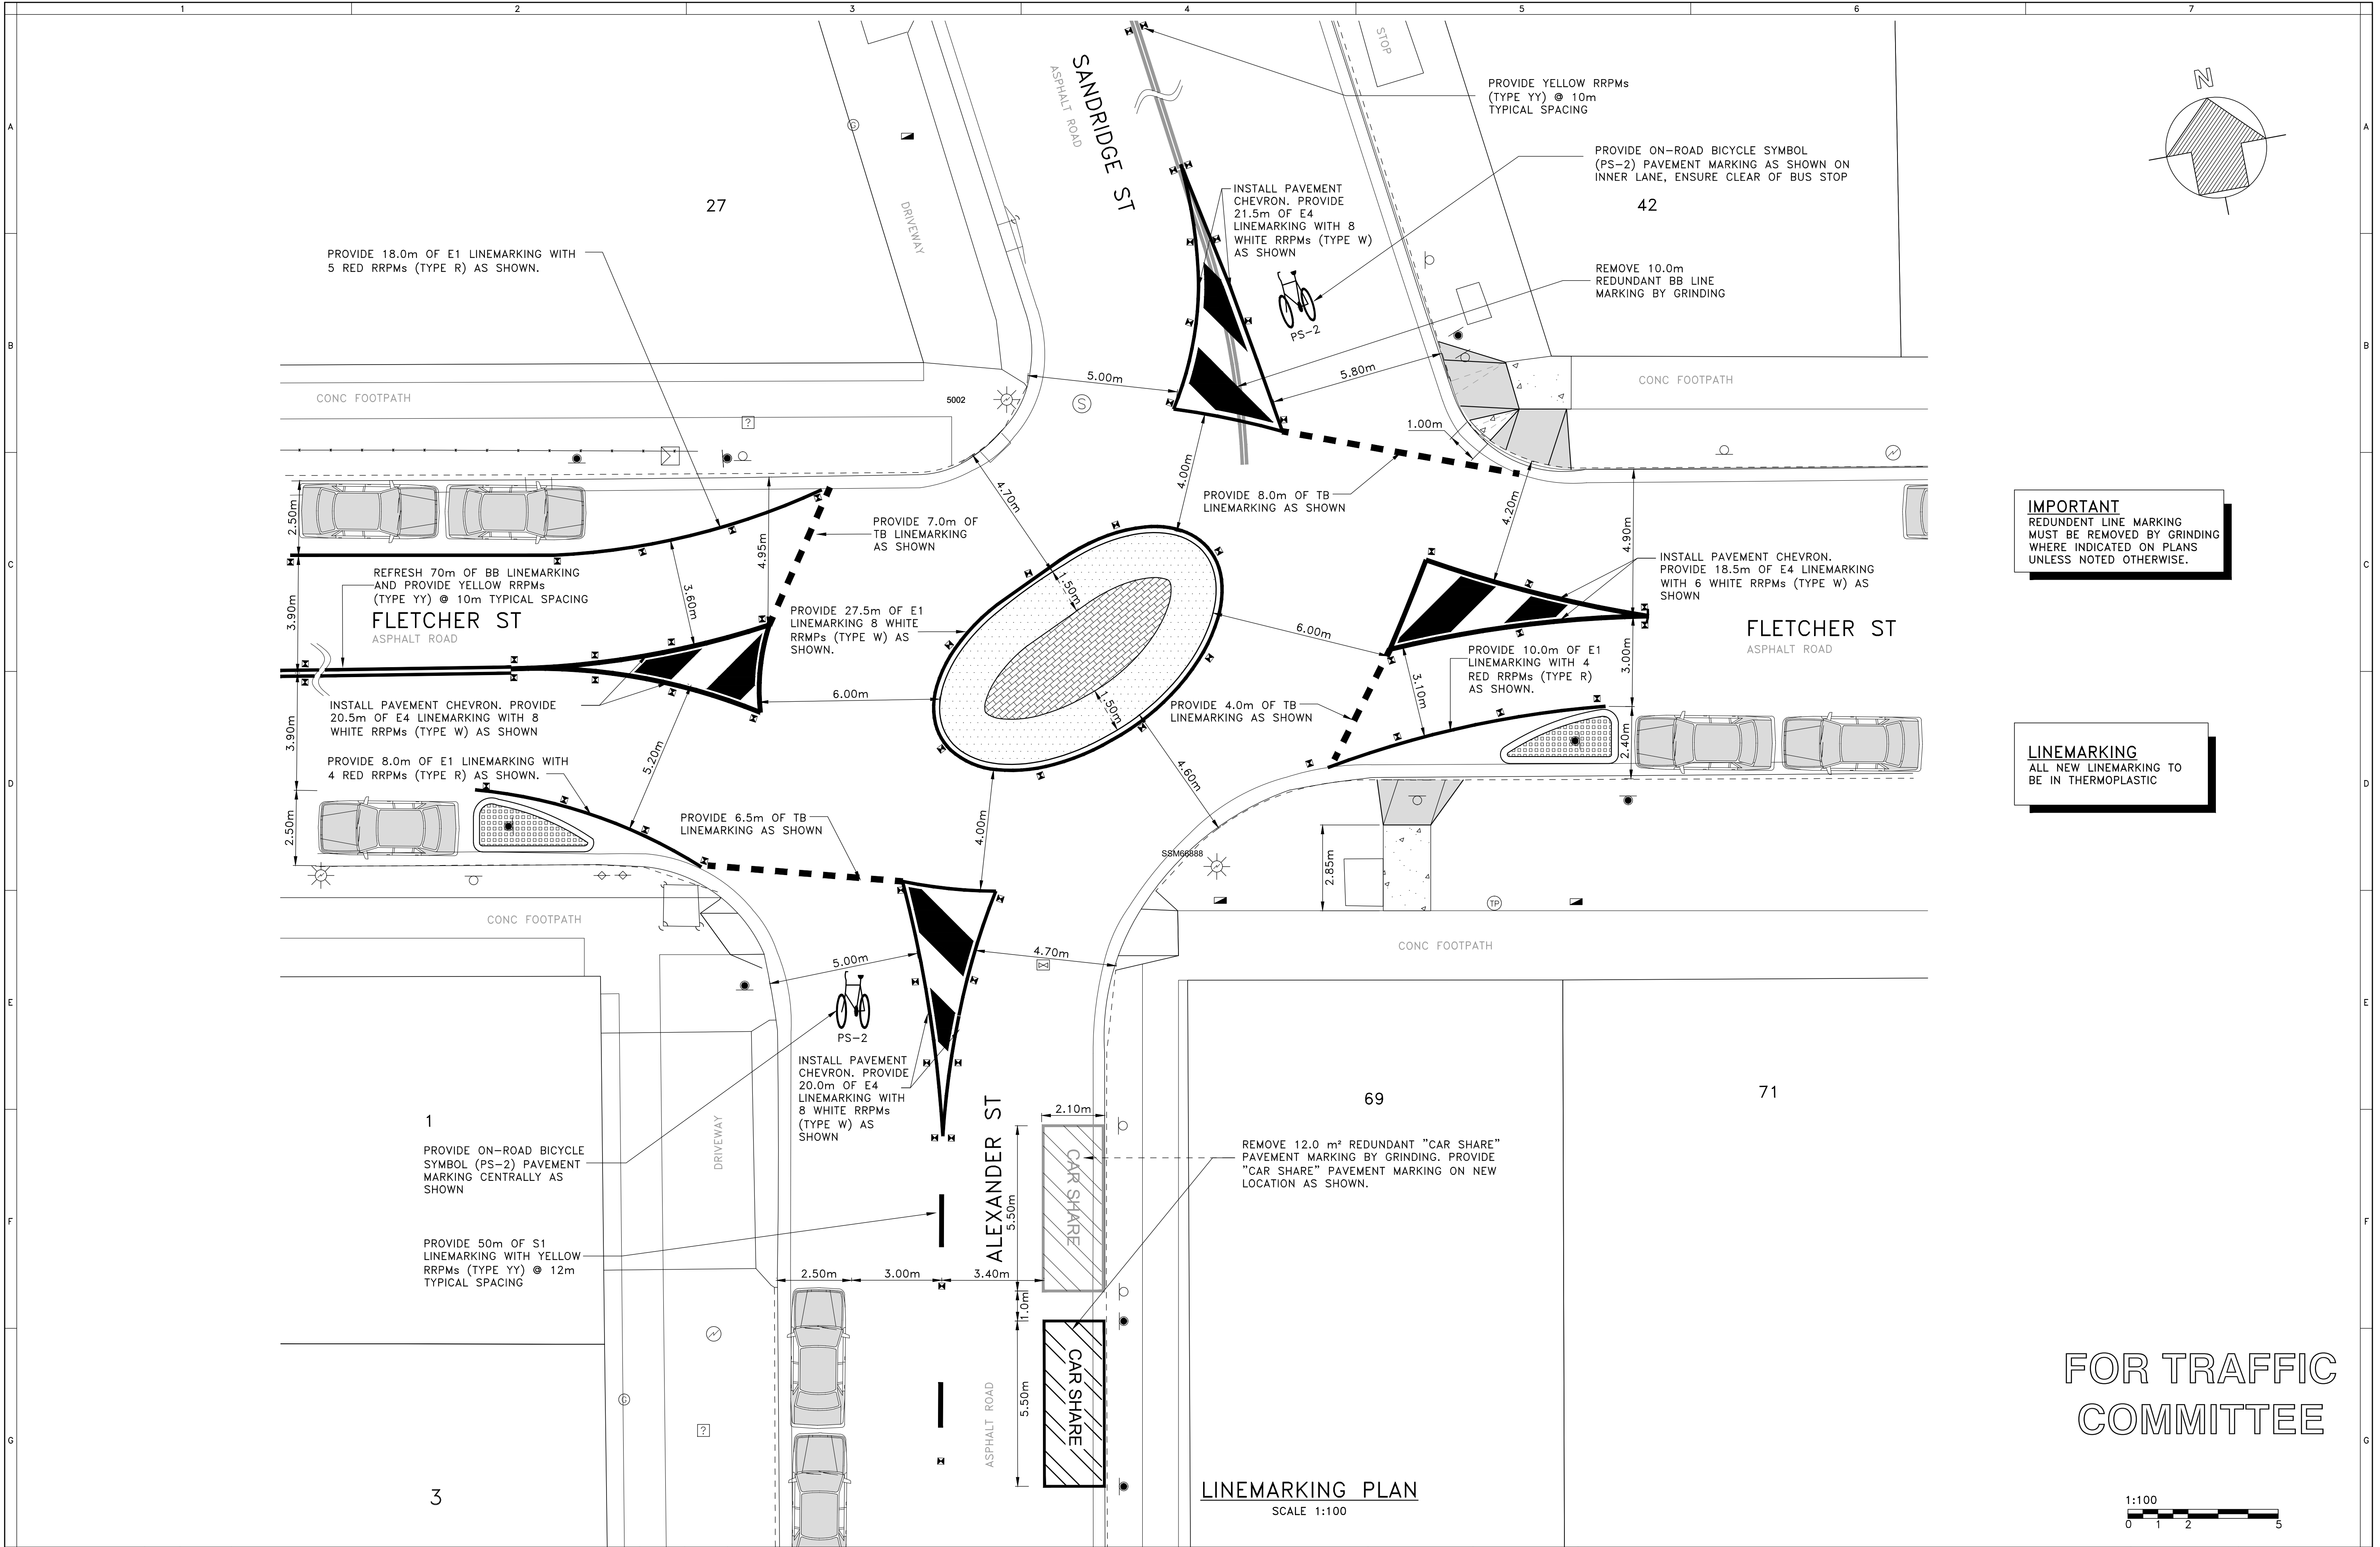 1 2 3 4 5 6 7
A
A
B
B
C
C
D
D
E
E
F
F
G
G
N
STOP
SANDRIDGE ST
ASPHALT ROAD
PROVIDE YELLOW RRPMs
(TYPE YY) @ 10m
TYPICAL SPACING
PROVIDE ON-ROAD BICYCLE SYMBOL
(PS-2) PAVEMENT MARKING AS SHOWN ON
INNER LANE, ENSURE CLEAR OF BUS STOP
42
27
G
DRIVEWAY
INSTALL PAVEMENT
CHEVRON. PROVIDE
21.5m OF E4
LINEMARKING WITH 8
WHITE RRPMs (TYPE W)
AS SHOWN
PS-2
PROVIDE 18.0m OF E1 LINEMARKING WITH
5 RED RRPMs (TYPE R) AS SHOWN.
REMOVE 10.0m
REDUNDANT BB LINE
MARKING BY GRINDING
5.00m
5.80m
CONC FOOTPATH
CONC FOOTPATH
5002
S
?
1.00m
4.00m
4.70m
4.20m
PROVIDE 8.0m OF TB
LINEMARKING AS SHOWN
2.50m
4.95m
4.90m
PROVIDE 7.0m OF
TB LINEMARKING
AS SHOWN
IMPORTANT
REDUNDENT LINE MARKING
MUST BE REMOVED BY GRINDING
WHERE INDICATED ON PLANS
UNLESS NOTED OTHERWISE.
INSTALL PAVEMENT CHEVRON.
PROVIDE 18.5m OF E4 LINEMARKING
WITH 6 WHITE RRPMs (TYPE W) AS
SHOWN
REFRESH 70m OF BB LINEMARKING
AND PROVIDE YELLOW RRPMs
(TYPE YY) @ 10m TYPICAL SPACING
FLETCHER ST
ASPHALT ROAD
3.90m
3.60m
1.50m
PROVIDE 27.5m OF E1
LINEMARKING 8 WHITE
RRMPs (TYPE W) AS
SHOWN.
6.00m
FLETCHER ST
ASPHALT ROAD
3.00m
PROVIDE 10.0m OF E1
LINEMARKING WITH 4
RED RRPMs (TYPE R)
AS SHOWN.
3.10m
6.00m
1.50m
PROVIDE 4.0m OF TB
LINEMARKING AS SHOWN
INSTALL PAVEMENT CHEVRON. PROVIDE
20.5m OF E4 LINEMARKING WITH 8
WHITE RRPMs (TYPE W) AS SHOWN
3.90m
5.20m
2.40m
LINEMARKING
ALL NEW LINEMARKING TO
BE IN THERMOPLASTIC
PROVIDE 8.0m OF E1 LINEMARKING WITH
4 RED RRPMs (TYPE R) AS SHOWN.
4.60m
2.50m
PROVIDE 6.5m OF TB
LINEMARKING AS SHOWN
4.00m
SSM66888
2.85m
TP
CONC FOOTPATH
CONC FOOTPATH
5.00m
4.70m
PS-2
INSTALL PAVEMENT
CHEVRON. PROVIDE
20.0m OF E4
LINEMARKING WITH
8 WHITE RRPMs
(TYPE W) AS
SHOWN
69
71
1
DRIVEWAY
ALEXANDER ST
2.10m
5.50m
CAR SHARE
PROVIDE ON-ROAD BICYCLE
SYMBOL (PS-2) PAVEMENT
MARKING CENTRALLY AS
SHOWN
REMOVE 12.0 m² REDUNDANT "CAR SHARE"
PAVEMENT MARKING BY GRINDING. PROVIDE
"CAR SHARE" PAVEMENT MARKING ON NEW
LOCATION AS SHOWN.
PROVIDE 50m OF S1
LINEMARKING WITH YELLOW
RRPMs (TYPE YY) @ 12m
TYPICAL SPACING
2.50m 3.00m 3.40m
1.0m
5.50m
CAR SHARE
ASPHALT ROAD
G
?
3
FOR TRAFFIC
COMMITTEE
LINEMARKING PLAN
SCALE 1:100
1:100
0 1 2 5